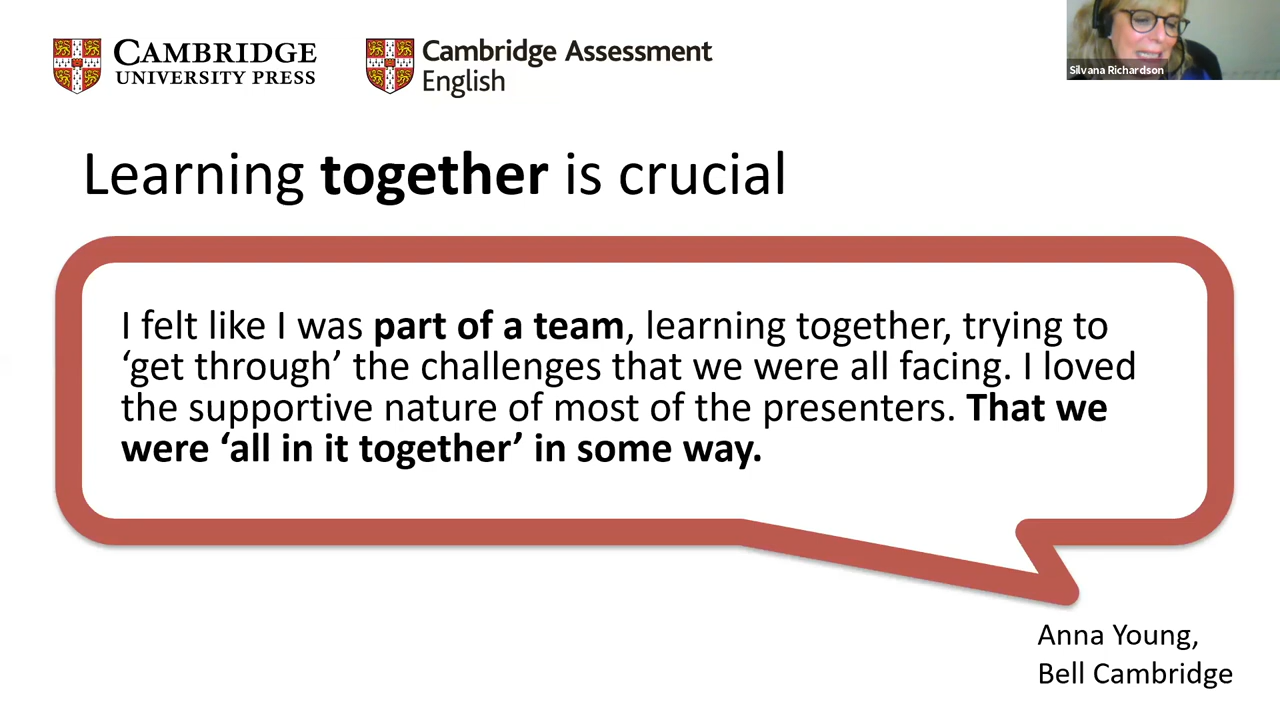 CAMBRIDGE
UNIVERSITY PRESS
Cambridge Assessment
English
Silvana Richardson
Learning together is crucial
I felt like I was part of a team, learning together, trying to
‘get through’ the challenges that we were all facing. I loved
the supportive nature of most of the presenters. That we
were ‘all in it together’ in some way.
Anna Young,
Bell Cambridge